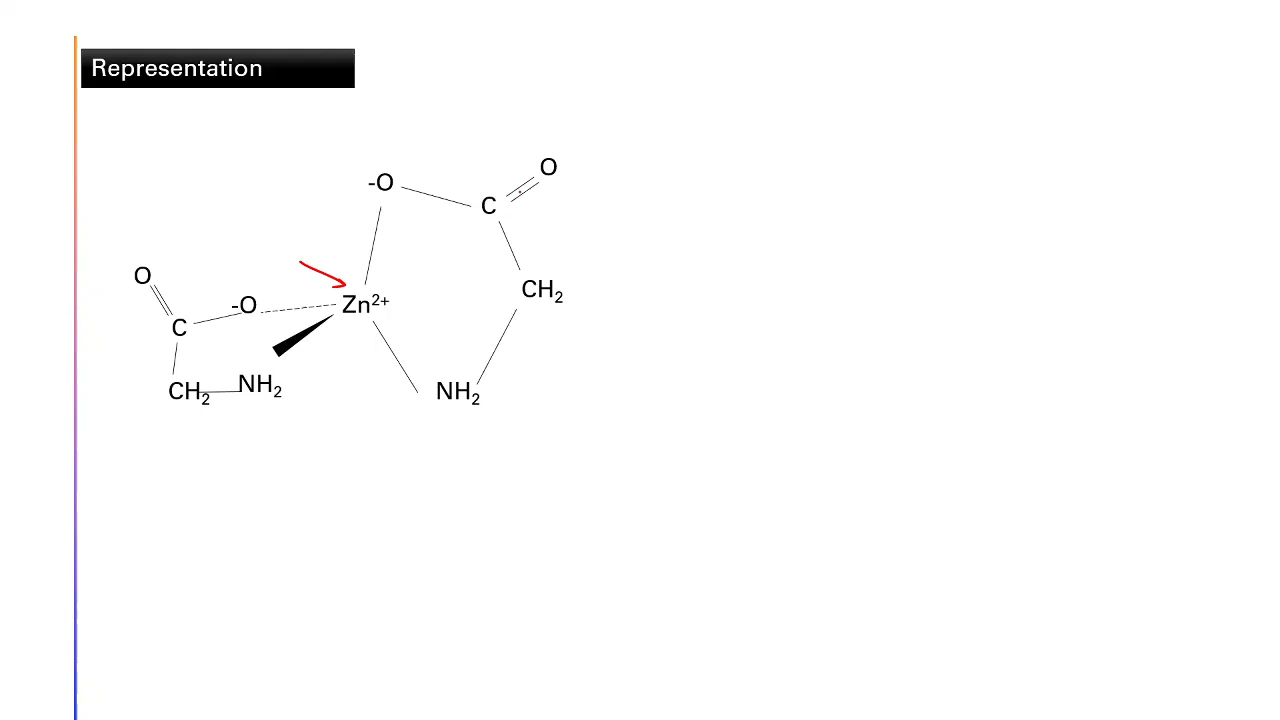 Representation
O
-O
C
O
-O
Zn²⁺
CH₂
C
CH₂
NH₂
NH₂